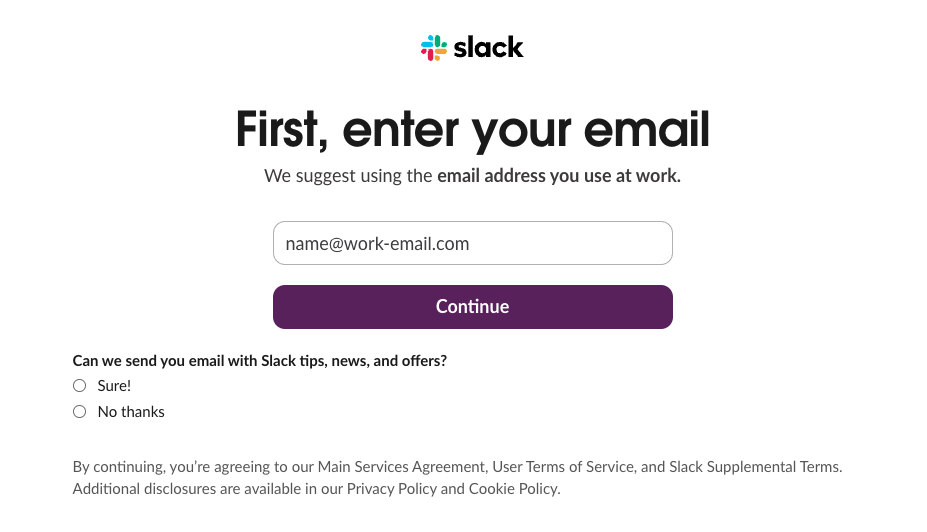 slack
First, enter your email
We suggest using the email address you use at work.
name@work-email.com
Continue
Can we send you email with Slack tips, news, and offers?
Sure!
No thanks
By continuing, you’re agreeing to our Main Services Agreement, User Terms of Service, and Slack Supplemental Terms.
Additional disclosures are available in our Privacy Policy and Cookie Policy.